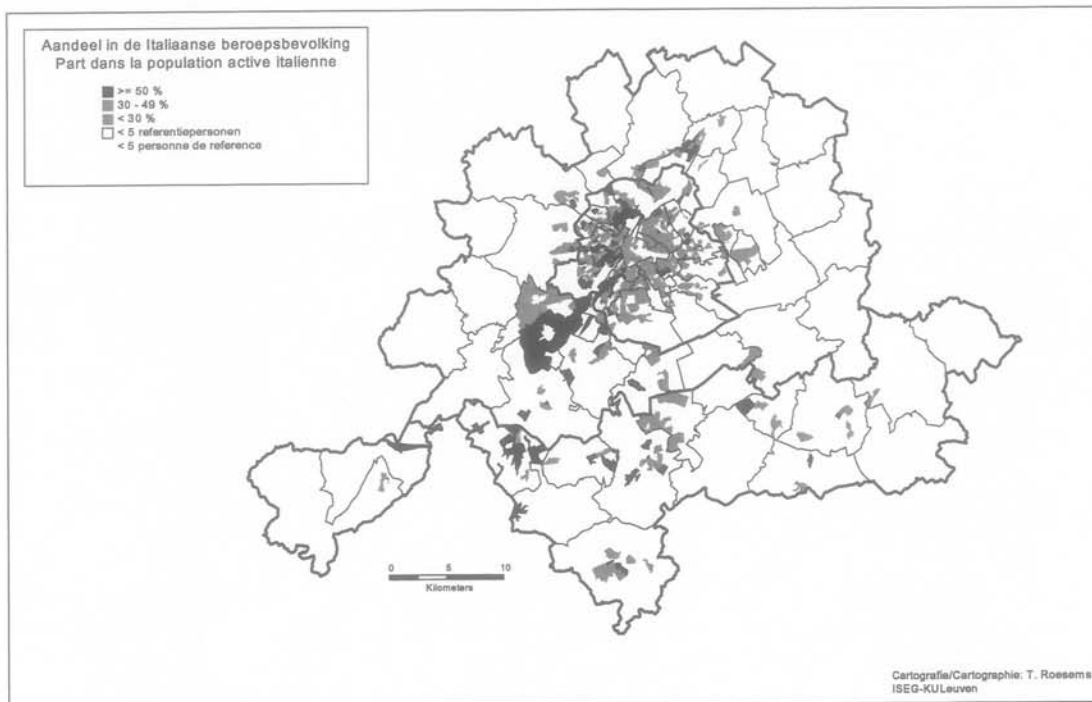 Aandeel in de Italiaanse beroepsbevolking
Part dans la population active italienne
>= 50 %
30 - 49 %
< 30 %
< 5 referentiepersonen
< 5 personne de reference
0 5 10
Kilometers
Cartografie/Cartographie: T. Roesems
ISEG-KULeuven